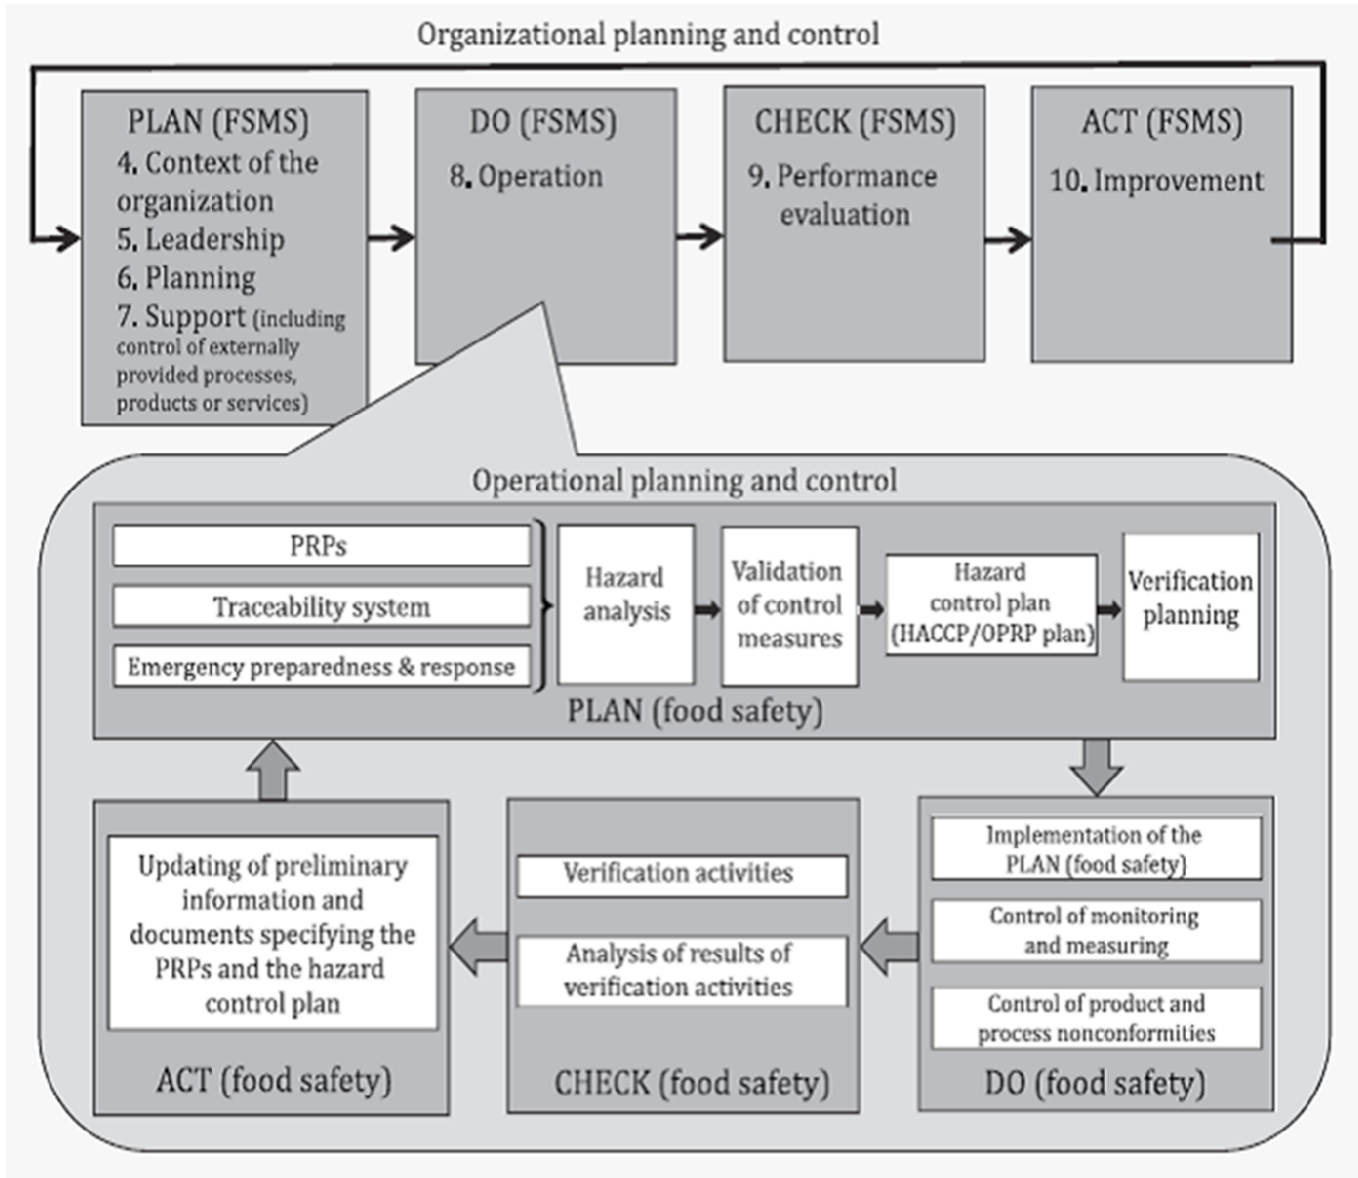 Organizational planning and control
PLAN (FSMS)
4. Context of the
organization
5. Leadership
6. Planning
7. Support (including
control of externally
provided processes,
products or services)
DO (FSMS)
8. Operation
CHECK (FSMS)
9. Performance
evaluation
ACT (FSMS)
10. Improvement
Operational planning and control
PRPs
Traceability system
Emergency preparedness & response
Hazard
analysis
Validation
of control
measures
Hazard
control plan
(HACCP/OPRP plan)
Verification
planning
PLAN (food safety)
Updating of preliminary
information and
documents specifying the
PRPs and the hazard
control plan
ACT (food safety)
Verification activities
Analysis of results of
verification activities
CHECK (food safety)
Implementation of the
PLAN (food safety)
Control of monitoring
and measuring
Control of product and
process nonconformities
DO (food safety)